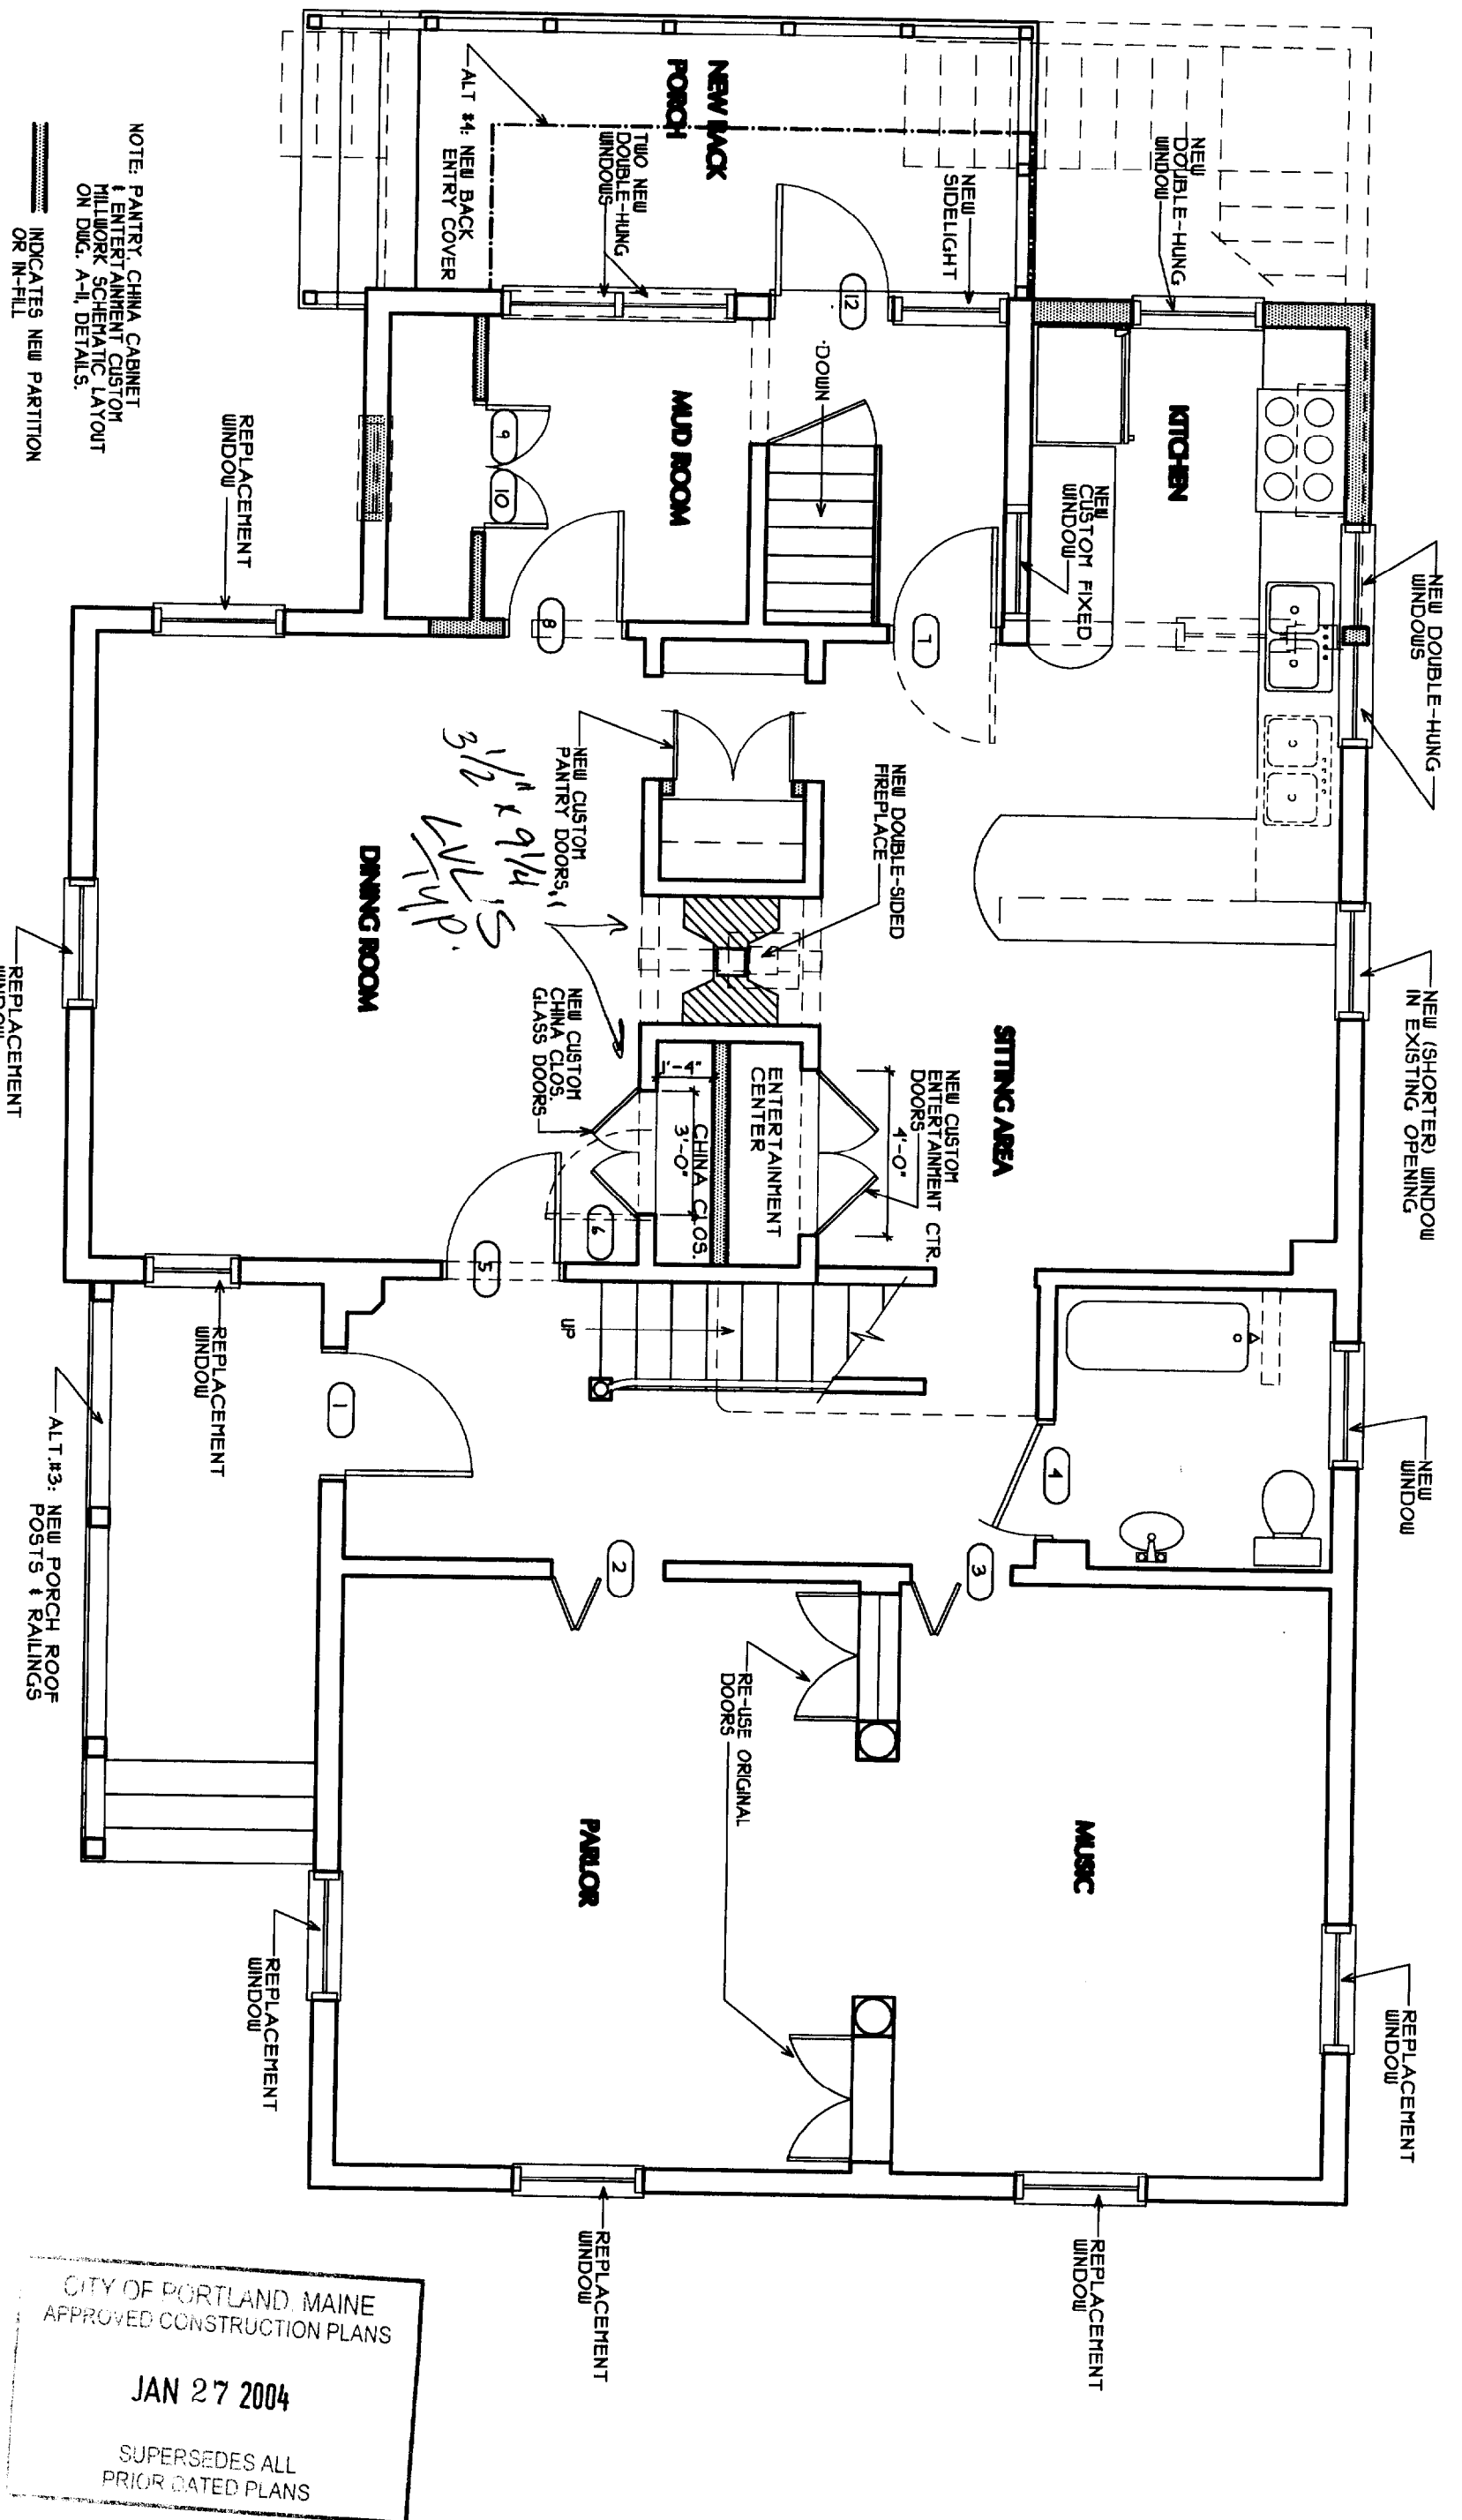 NEW DOUBLE-HUNG
WINDOWS
NEW (SHORTER) WINDOW
IN EXISTING OPENING
NEW
WINDOW
REPLACEMENT
WINDOW
NEW
DOUBLE-HUNG
WINDOW
KITCHEN
NEW
CUSTOM FIXED
WINDOW
SITTING AREA
4
3
MUSIC
REPLACEMENT
WINDOW
NEW
SIDELIGHT
12
DOWN
7
NEW DOUBLE-SIDED
FIREPLACE
NEW CUSTOM
ENTERTAINMENT CTR.
DOORS
4'-0"
ENTERTAINMENT
CENTER
CHINA CLOS.
3'-0"
1'-4"
UP
RE-USE ORIGINAL
DOORS
NEW BACK
PORCH
TWO NEW
DOUBLE-HUNG
WINDOWS
MUD ROOM
9
10
8
NEW CUSTOM
PANTRY DOORS
NEW CUSTOM
CHINA CLOS.
GLASS DOORS
6
5
2
PARLOR
REPLACEMENT
WINDOW
ALT #4: NEW BACK
ENTRY COVER
3 1/2" x 9 1/4"
LVL'S
TYP.
DINING ROOM
1
REPLACEMENT
WINDOW
REPLACEMENT
WINDOW
REPLACEMENT
WINDOW
NOTE: PANTRY, CHINA CABINET
& ENTERTAINMENT CUSTOM
MILLWORK SCHEMATIC LAYOUT
ON DWG. A-11, DETAILS.
INDICATES NEW PARTITION
OR IN-FILL
REPLACEMENT
WINDOW
ALT.#3: NEW PORCH ROOF
POSTS & RAILINGS
CITY OF PORTLAND, MAINE
APPROVED CONSTRUCTION PLANS
JAN 27 2004
SUPERSEDES ALL
PRIOR DATED PLANS